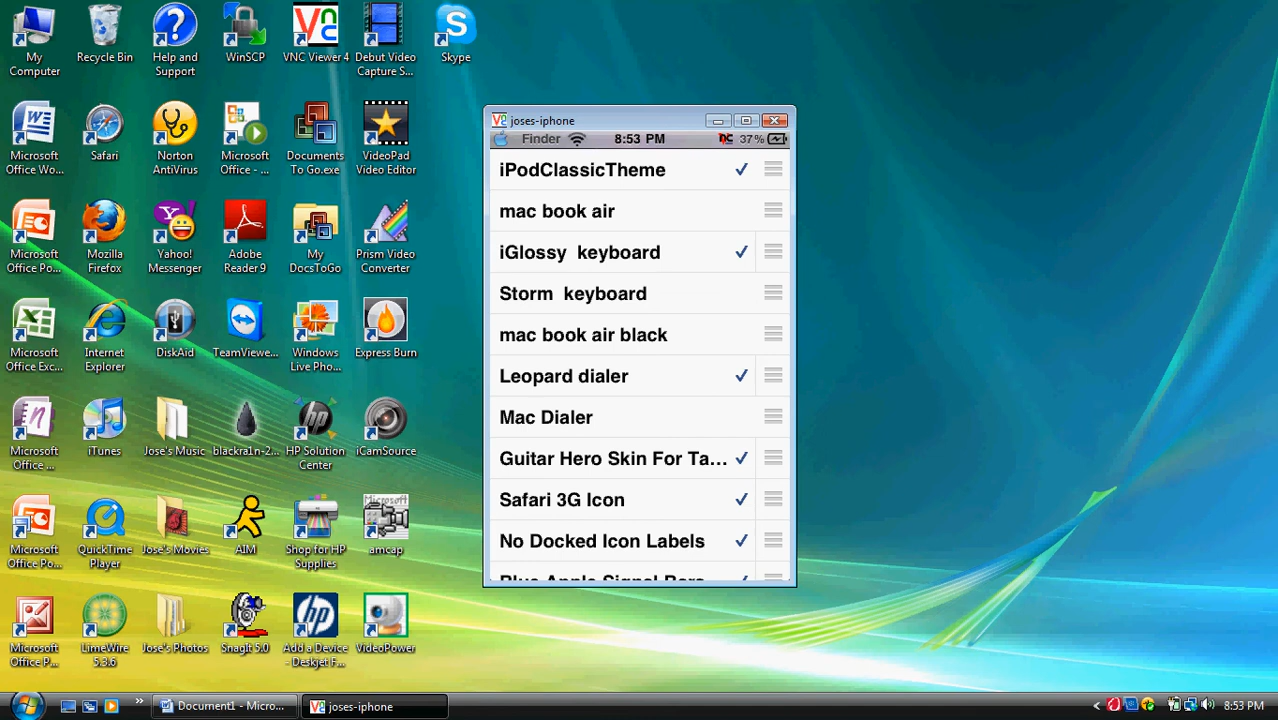 My
Computer
Recycle Bin
Help and
Support
WinSCP
VNC Viewer 4
Debut Video
Capture S...
Skype
Microsoft
Office Wo...
Safari
Norton
AntiVirus
Microsoft
Office - ...
Documents
To Go.exe
VideoPad
Video Editor
Microsoft
Office Po...
Mozilla
Firefox
Yahoo!
Messenger
Adobe
Reader 9
My
DocsToGo
Prism Video
Converter
Microsoft
Office Exc...
Internet
Explorer
DiskAid
TeamViewe...
Windows
Live Pho...
Express Burn
Microsoft
Office ...
iTunes
Jose's Music
blackra1n-2...
HP Solution
Center
iCamSource
Microsoft
Office Po...
QuickTime
Player
Jose's Movies
AIM
Shop for HP
Supplies
Microsoft
amcap
Microsoft
Office P...
LimeWire
5.3.6
Jose's Photos
SnagIt 5.0
Add a Device
- Deskjet F...
VideoPower
joses-iphone
Finder 8:53 PM 37%
iPodClassicTheme
mac book air
iGlossy keyboard
Storm keyboard
mac book air black
Leopard dialer
Mac Dialer
Guitar Hero Skin For Ta...
Safari 3G Icon
No Docked Icon Labels
Blue Apple Signal Bars
Document1 - Micro...
joses-iphone
8:53 PM